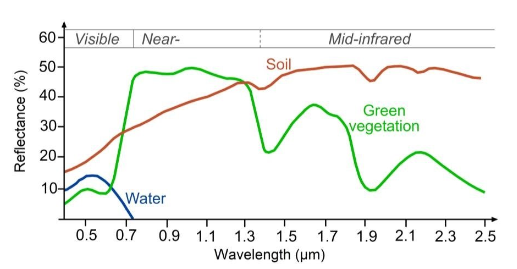 60
Visible
Near-
Mid-infrared
50
Soil
40
Green
vegetation
30
20
10
Water
Reflectance (%)
0.5 0.7 0.9 1.1 1.3 1.5 1.7 1.9 2.1 2.3 2.5
Wavelength (µm)